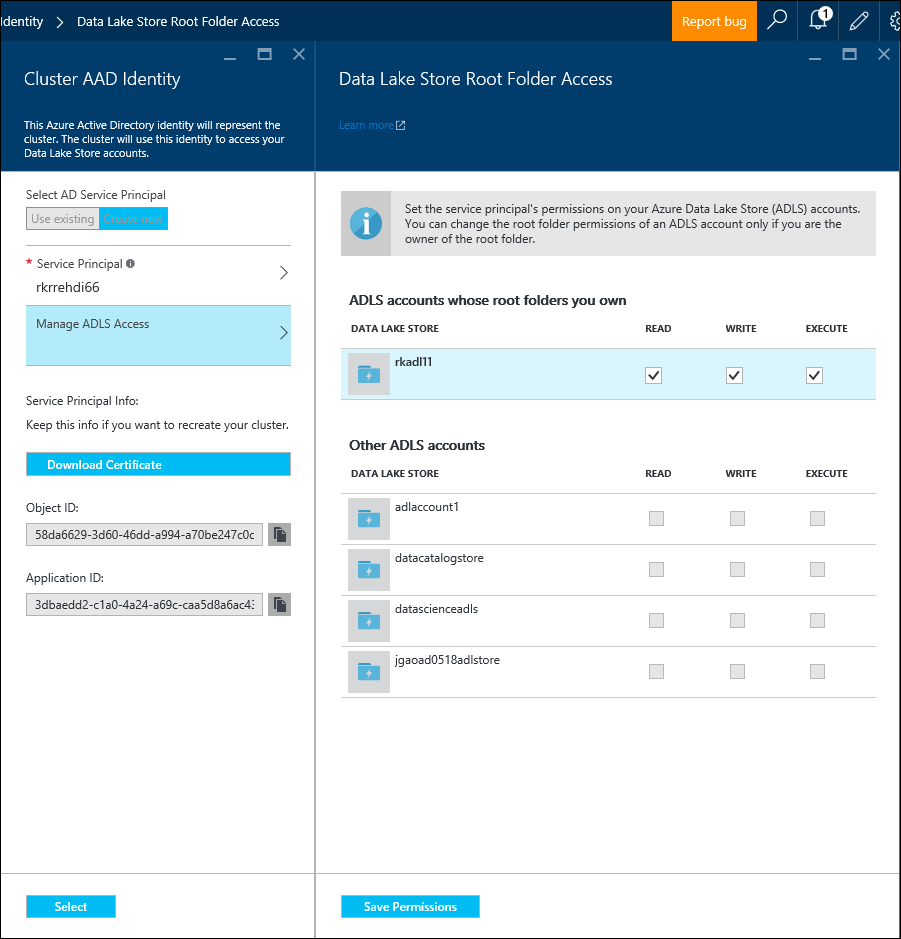 Identity > Data Lake Store Root Folder Access
Report bug
1
Cluster AAD Identity
This Azure Active Directory identity will represent the
cluster. The cluster will use this identity to access your
Data Lake Store accounts.
Select AD Service Principal
Use existing
Create new
* Service Principal
rkrrehdi66
Manage ADLS Access
Service Principal Info:
Keep this info if you want to recreate your cluster.
Download Certificate
Object ID:
58da6629-3d60-46dd-a994-a70be247c0c
Application ID:
3dbaedd2-c1a0-4a24-a69c-caa5d8a6ac43
Select
Data Lake Store Root Folder Access
Learn more
Set the service principal's permissions on your Azure Data Lake Store (ADLS) accounts.
You can change the root folder permissions of an ADLS account only if you are the
owner of the root folder.
ADLS accounts whose root folders you own
DATA LAKE STORE READ WRITE EXECUTE
rkadl11
Other ADLS accounts
DATA LAKE STORE READ WRITE EXECUTE
adlaccount1
datacatalogstore
datascienceadls
jgaoad0518adlstore
Save Permissions